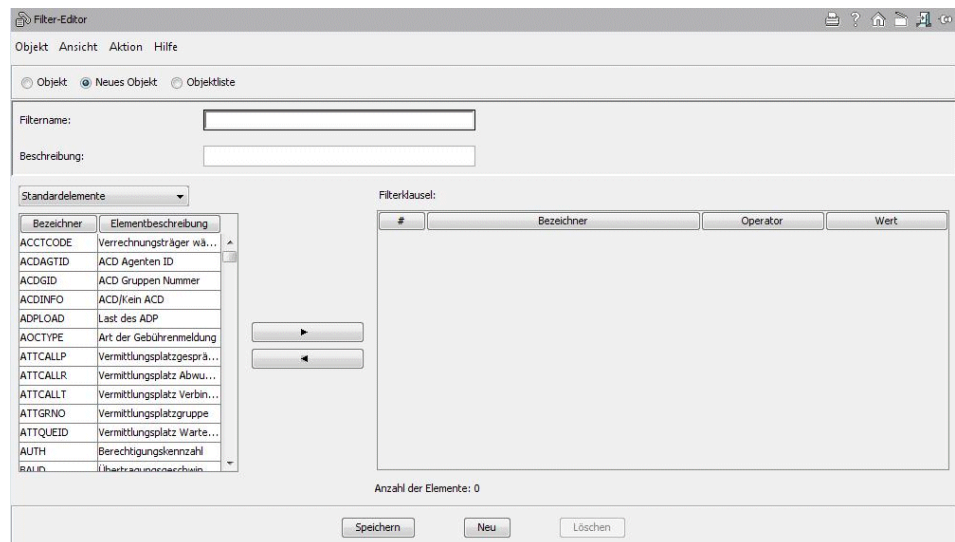 Filter-Editor
Objekt Ansicht Aktion Hilfe
Objekt Neues Objekt Objektliste
Filtername:
Beschreibung:
Standardelemente
Filterklausel:
Bezeichner Elementbeschreibung
# Bezeichner Operator Wert
ACCTCODE Verrechnungsträger wä...
ACDAGTID ACD Agenten ID
ACDGID ACD Gruppen Nummer
ACDINFO ACD/Kein ACD
ADPLOAD Last des ADP
AOCTYPE Art der Gebührenmeldung
ATTCALLP Vermittlungsplatzgesprä...
ATTCALLR Vermittlungsplatz Abwu...
ATTCALLT Vermittlungsplatz Verbin...
ATTGRNO Vermittlungsplatzgruppe
ATTQUEID Vermittlungsplatz Warte...
AUTH Berechtigungskennzahl
BAUD Übertragungsgeschwin
Anzahl der Elemente: 0
Speichern Neu Löschen